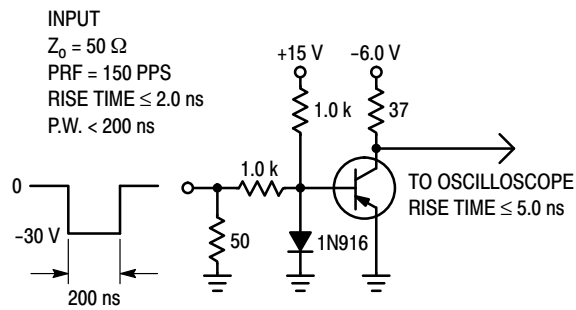 INPUT
Zo = 50 Ω
PRF = 150 PPS
RISE TIME ≤ 2.0 ns
P.W. < 200 ns
+15 V
−6.0 V
1.0 k
37
1.0 k
0
TO OSCILLOSCOPE
RISE TIME ≤ 5.0 ns
−30 V
50
1N916
200 ns